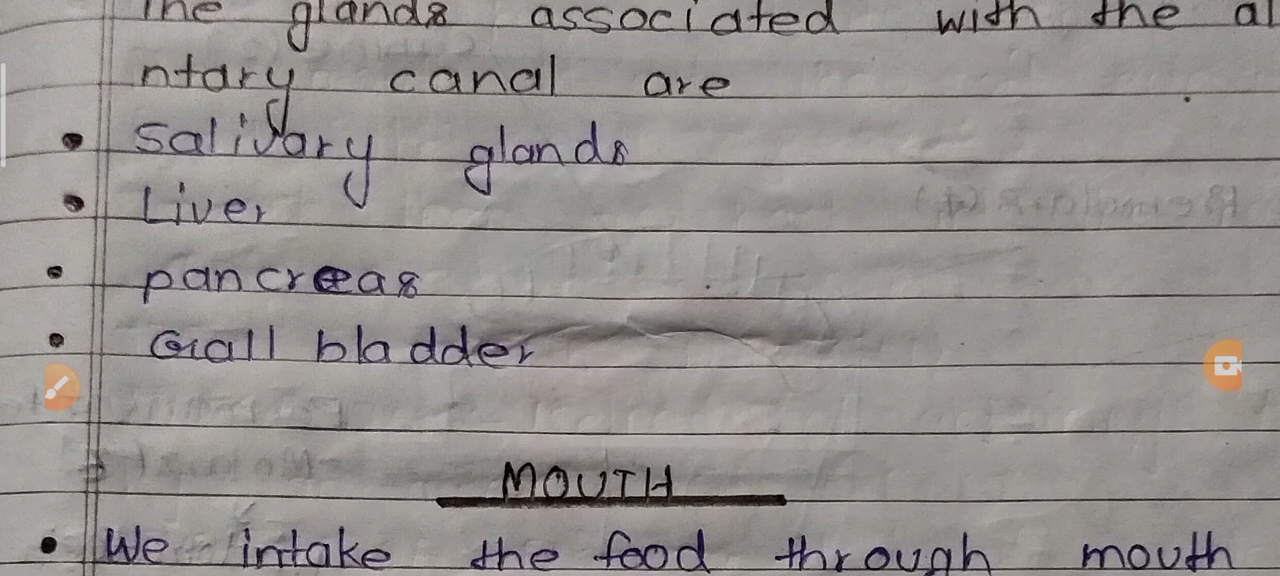 The glands associated with the al
ntary canal are
• Salivary glands
• Liver
• pancreas
• Gall bladder
MOUTH
• We intake the food through mouth